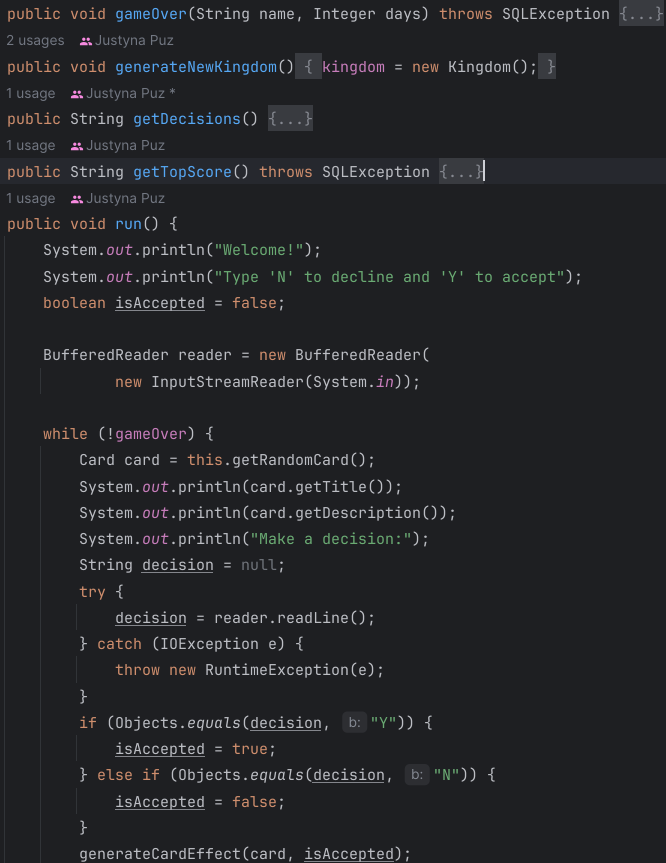 public void gameOver(String name, Integer days) throws SQLException {...}
2 usages Justyna Puz
public void generateNewKingdom() { kingdom = new Kingdom(); }
1 usage Justyna Puz *
public String getDecisions() {...}
1 usage Justyna Puz
public String getTopScore() throws SQLException {...}
1 usage Justyna Puz
public void run() {
System.out.println("Welcome!");
System.out.println("Type 'N' to decline and 'Y' to accept");
boolean isAccepted = false;
BufferedReader reader = new BufferedReader(
new InputStreamReader(System.in));
while (!gameOver) {
Card card = this.getRandomCard();
System.out.println(card.getTitle());
System.out.println(card.getDescription());
System.out.println("Make a decision:");
String decision = null;
try {
decision = reader.readLine();
} catch (IOException e) {
throw new RuntimeException(e);
}
if (Objects.equals(decision, b: "Y")) {
isAccepted = true;
} else if (Objects.equals(decision, b: "N")) {
isAccepted = false;
}
generateCardEffect(card, isAccepted);